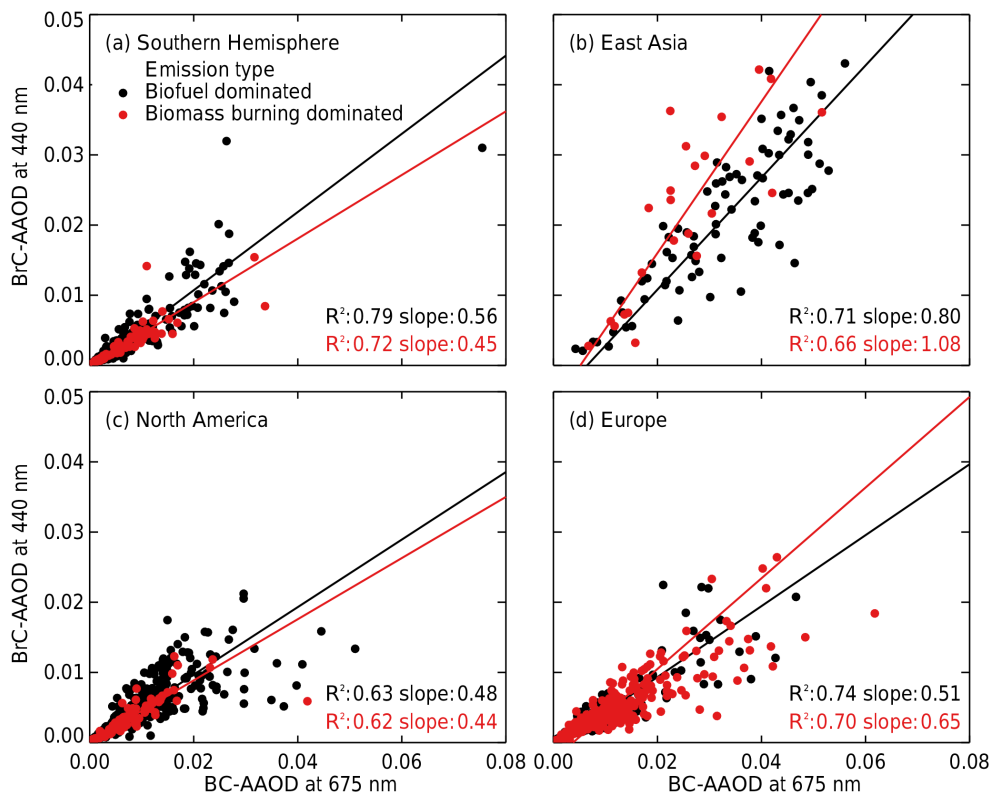 0.05
0.04
0.03
0.02
0.01
0.00
BrC-AAOD at 440 nm
(a) Southern Hemisphere
Emission type
Biofuel dominated
Biomass burning dominated
R²:0.79 slope:0.56
R²:0.72 slope:0.45
(b) East Asia
R²:0.71 slope:0.80
R²:0.66 slope:1.08
0.05
0.04
0.03
0.02
0.01
0.00
BrC-AAOD at 440 nm
(c) North America
R²:0.63 slope:0.48
R²:0.62 slope:0.44
(d) Europe
R²:0.74 slope:0.51
R²:0.70 slope:0.65
0.00 0.02 0.04 0.06 0.08
0.00 0.02 0.04 0.06 0.08
BC-AAOD at 675 nm
BC-AAOD at 675 nm